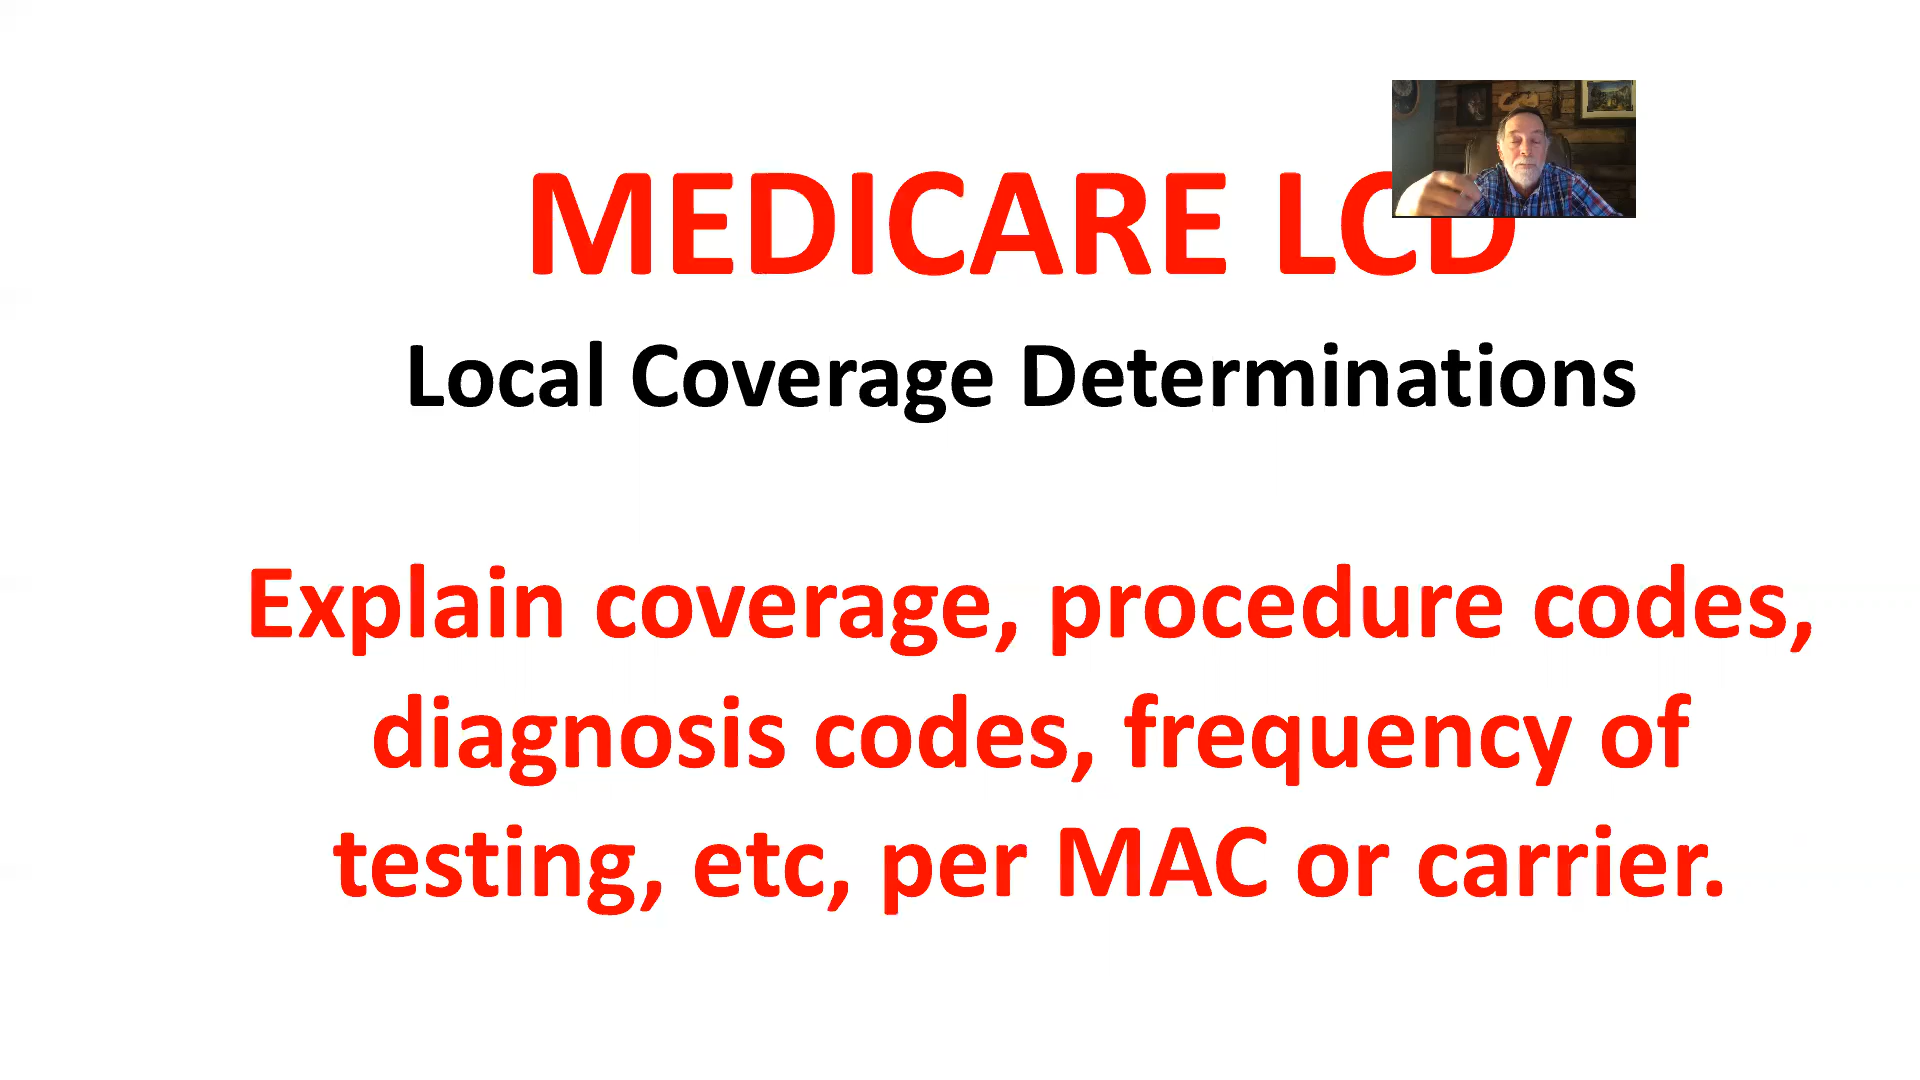 MEDICARE LCD
Local Coverage Determinations
Explain coverage, procedure codes,
diagnosis codes, frequency of
testing, etc, per MAC or carrier.